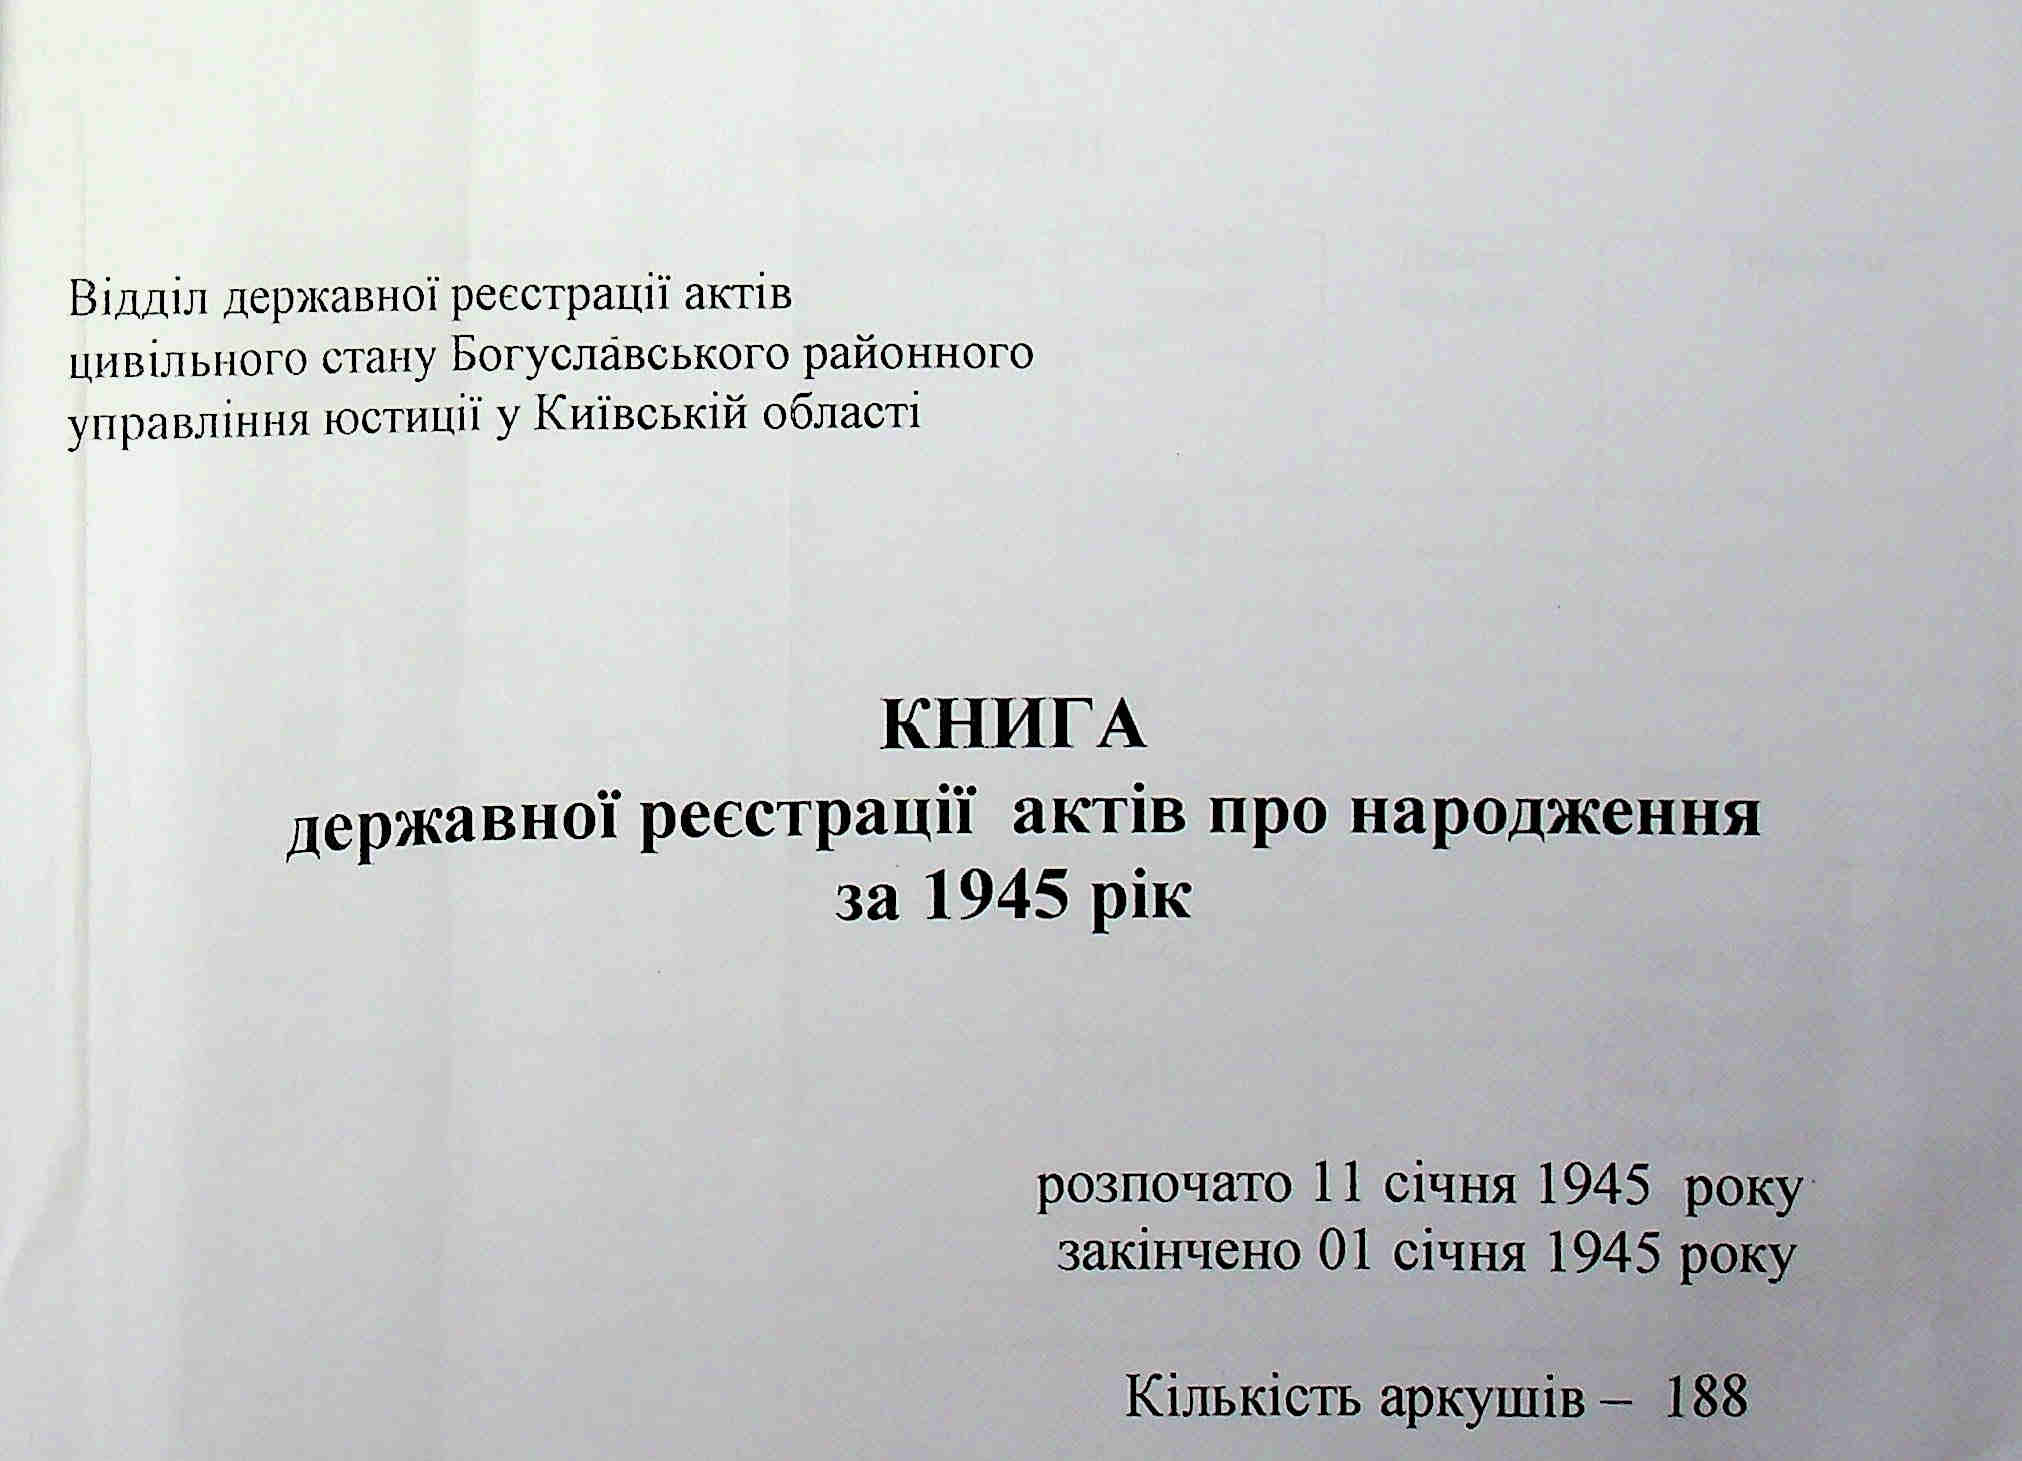 Відділ державної реєстрації актів
цивільного стану Богуславського районного
управління юстиції у Київській області
КНИГА
державної реєстрації актів про народження
за 1945 рік
розпочато 11 січня 1945 року
закінчено 01 січня 1945 року
Кількість аркушів – 188